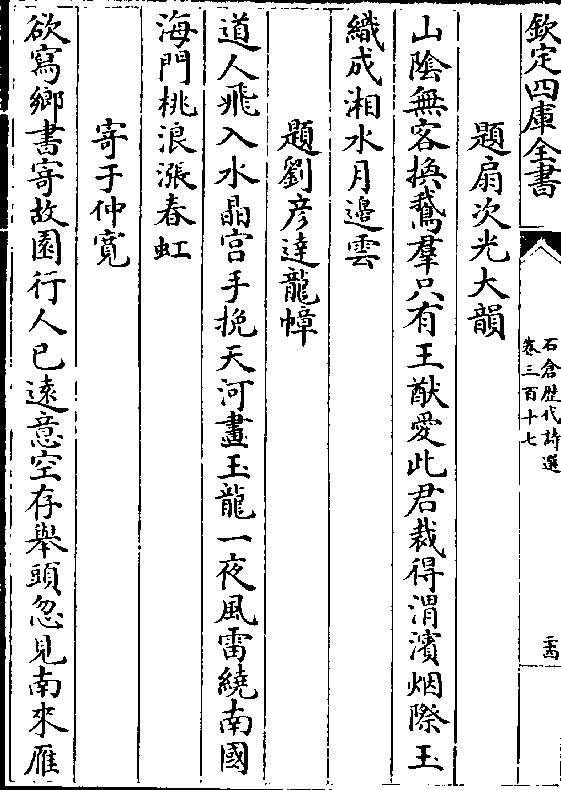 欽定四庫全書
石倉歷代詩選
卷三百十七
題扇次光大韻
山陰無客換鵞羣只有王猷愛此君裁得渭濱烟際玉
織成湘水月邉雲
題劉彦達龍幛
道人飛入水晶宫手挽天河畫玉龍一夜風雷繞南國
海門桃浪漲春虹
寄于仲寛
欲寫鄉書寄故園行人已遠意空存舉頭忽見南來雁